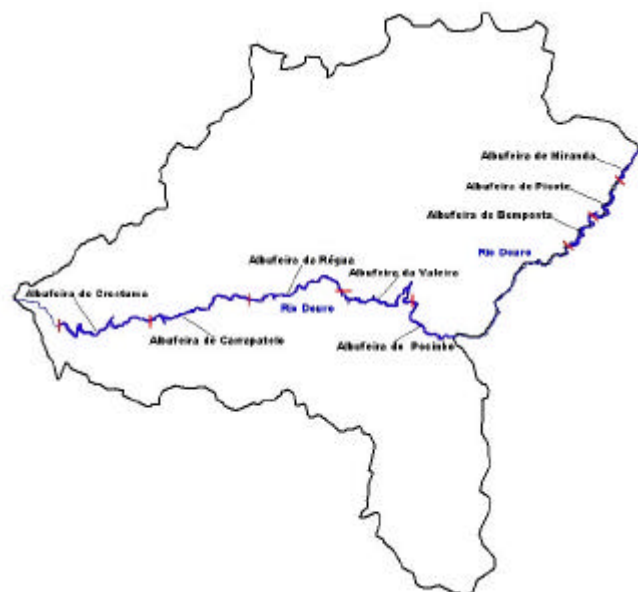 Albufeira de Miranda
Albufeira de Picote
Albufeira de Bemposta
Rio Douro
Albufeira da Régua
Albufeira da Valeira
Albufeira de Crestuma
Rio Douro
Albufeira de Carrapatelo
Albufeira de Pocinho